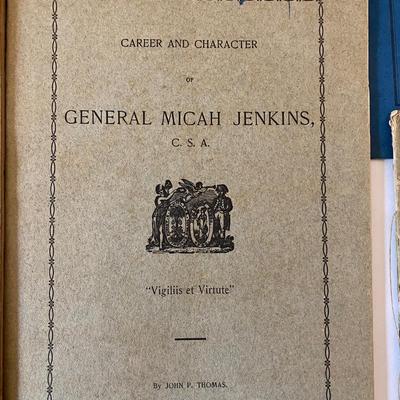 CAREER AND CHARACTER
OF
GENERAL MICAH JENKINS,
C. S. A.
"Vigiliis et Virtute"
By JOHN P. THOMAS.